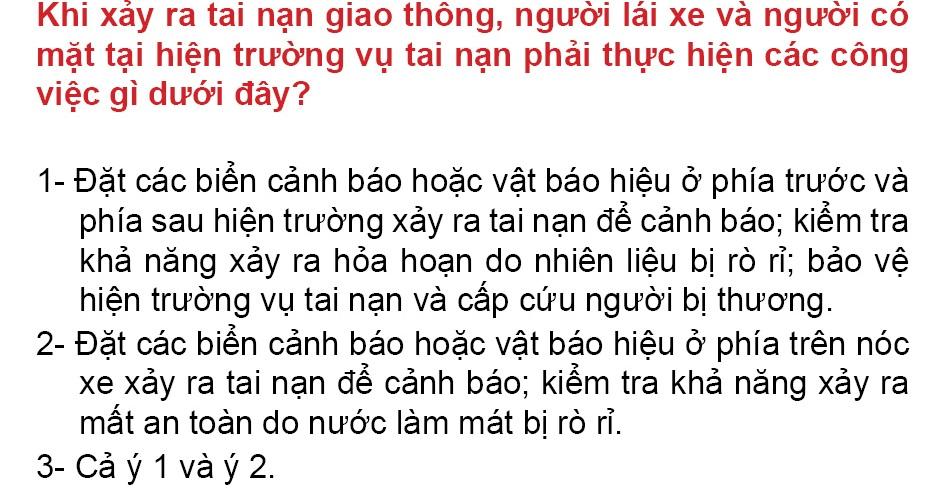 Khi xảy ra tai nạn giao thông, người lái xe và người có
mặt tại hiện trường vụ tai nạn phải thực hiện các công
việc gì dưới đây?
1- Đặt các biển cảnh báo hoặc vật báo hiệu ở phía trước và
phía sau hiện trường xảy ra tai nạn để cảnh báo; kiểm tra
khả năng xảy ra hỏa hoạn do nhiên liệu bị rò rỉ; bảo vệ
hiện trường vụ tai nạn và cấp cứu người bị thương.
2- Đặt các biển cảnh báo hoặc vật báo hiệu ở phía trên nóc
xe xảy ra tai nạn để cảnh báo; kiểm tra khả năng xảy ra
mất an toàn do nước làm mát bị rò rỉ.
3- Cả ý 1 và ý 2.